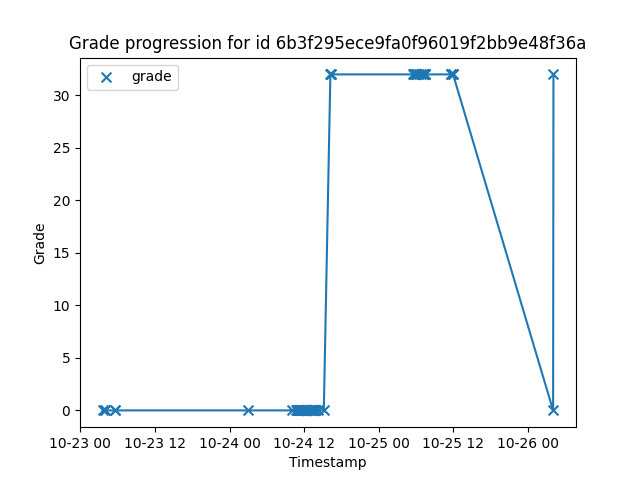 Grade progression for id 6b3f295ece9fa0f96019f2bb9e48f36a
grade
30
25
20
15
10
5
0
Grade
10-23 00 10-23 12 10-24 00 10-24 12 10-25 00 10-25 12 10-26 00
Timestamp